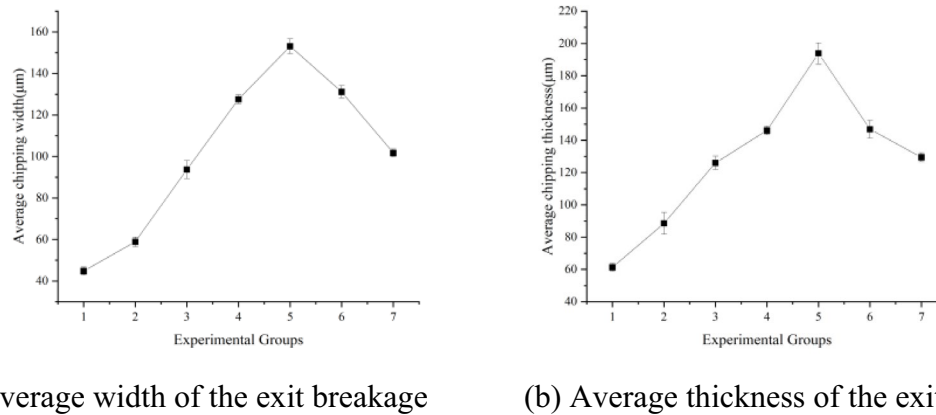 160
140
120
100
80
60
40
Average chipping width(μm)
1 2 3 4 5 6 7
Experimental Groups
220
200
180
160
140
120
100
80
60
40
Average chipping thickness(μm)
1 2 3 4 5 6 7
Experimental Groups
verage width of the exit breakage
(b) Average thickness of the exit